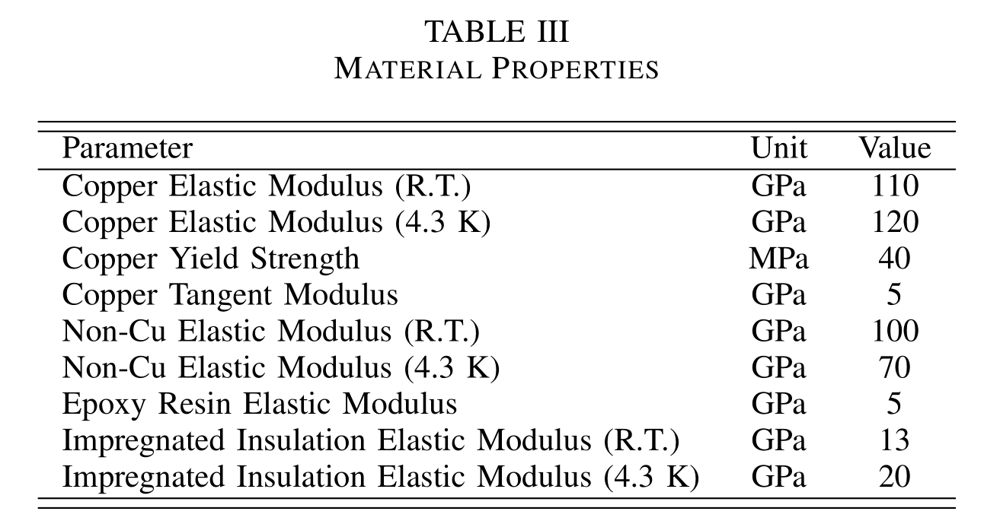 TABLE III
MATERIAL PROPERTIES
Parameter Unit Value
Copper Elastic Modulus (R.T.) GPa 110
Copper Elastic Modulus (4.3 K) GPa 120
Copper Yield Strength MPa 40
Copper Tangent Modulus GPa 5
Non-Cu Elastic Modulus (R.T.) GPa 100
Non-Cu Elastic Modulus (4.3 K) GPa 70
Epoxy Resin Elastic Modulus GPa 5
Impregnated Insulation Elastic Modulus (R.T.) GPa 13
Impregnated Insulation Elastic Modulus (4.3 K) GPa 20